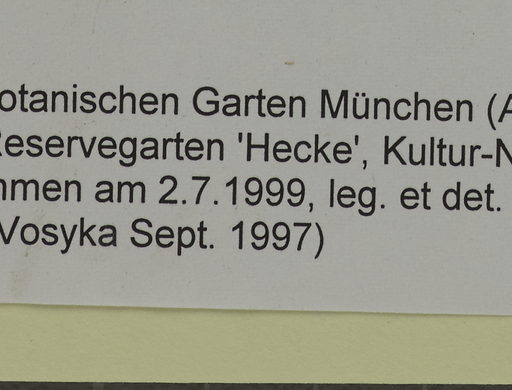 otanischen Garten München (A
Reservegarten 'Hecke', Kultur-N
mmen am 2.7.1999, leg. et det.
Vosyka Sept. 1997)